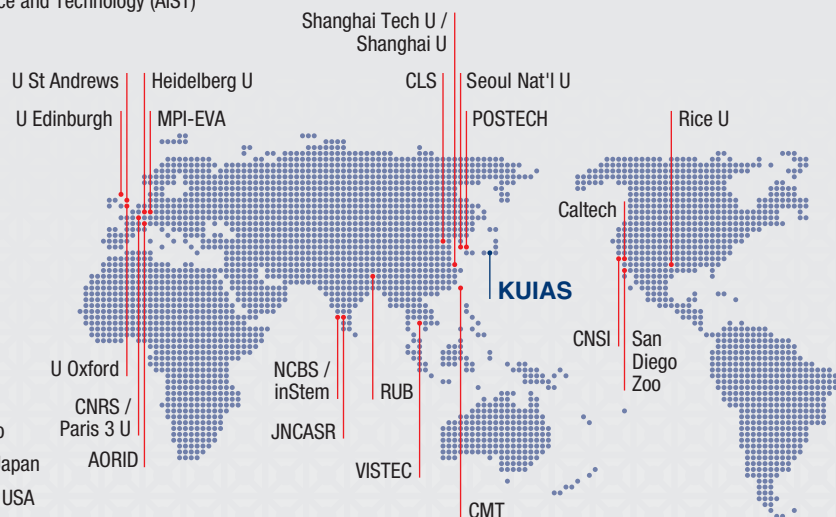 ce and Technology (AIST)
Shanghai Tech U /
Shanghai U
U St Andrews
Heidelberg U
CLS
Seoul Nat'l U
U Edinburgh
MPI-EVA
POSTECH
Rice U
Caltech
KUIAS
CNSI
San
Diego
Zoo
U Oxford
NCBS /
inStem
RUB
CNRS /
Paris 3 U
JNCASR
AORID
VISTEC
CMT
o
Japan
USA